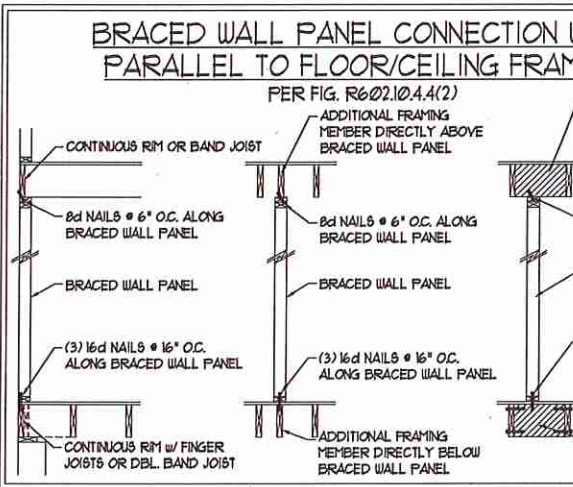 BRACED WALL PANEL CONNECTION
PARALLEL TO FLOOR/CEILING
PER FIG. R602.10.4.4(2)
CONTINUOUS RIM OR BAND JOIST
8d NAILS @ 6" O.C. ALONG
BRACED WALL PANEL
BRACED WALL PANEL
(3) 16d NAILS @ 16" O.C.
ALONG BRACED WALL PANEL
CONTINUOUS RIM W/ FINGER
JOISTS OR DBL. BAND JOIST
ADDITIONAL FRAMING
MEMBER DIRECTLY ABOVE
BRACED WALL PANEL
8d NAILS @ 6" O.C. ALONG
BRACED WALL PANEL
BRACED WALL PANEL
(3) 16d NAILS @ 16" O.C.
ALONG BRACED WALL PANEL
ADDITIONAL FRAMING
MEMBER DIRECTLY BELOW
BRACED WALL PANEL